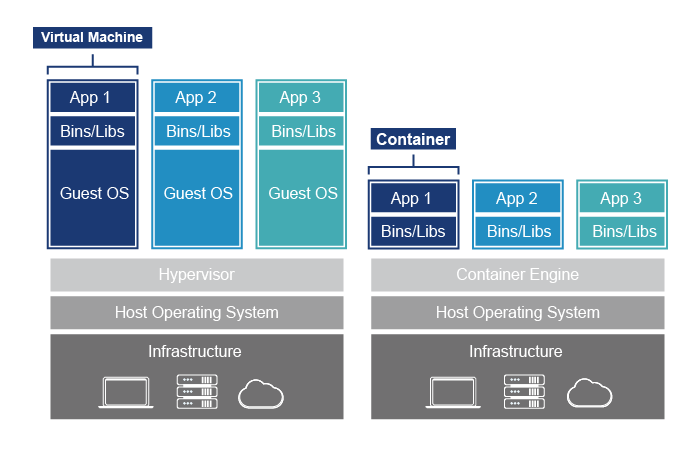 Virtual Machine
App 1
Bins/Libs
Guest OS
App 2
Bins/Libs
Guest OS
App 3
Bins/Libs
Guest OS
Hypervisor
Host Operating System
Infrastructure
Container
App 1
Bins/Libs
App 2
Bins/Libs
App 3
Bins/Libs
Container Engine
Host Operating System
Infrastructure